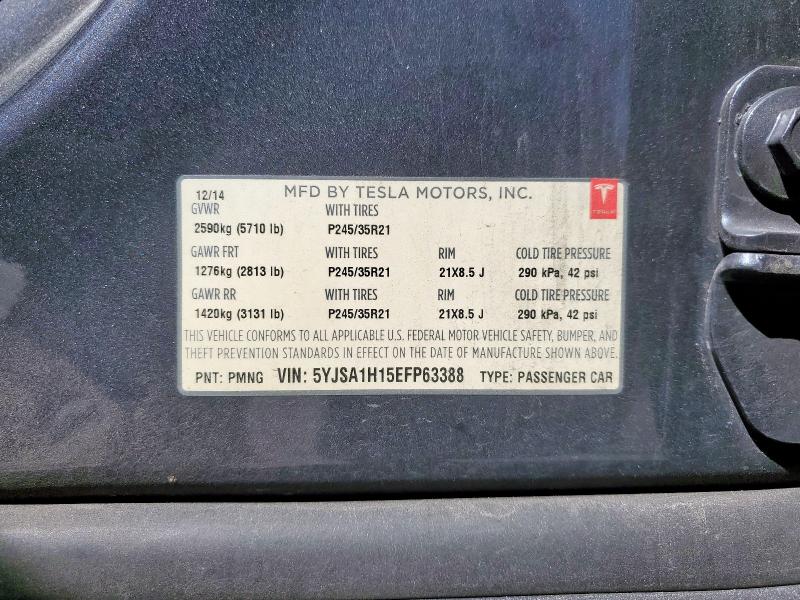 12/14 MFD BY TESLA MOTORS, INC.
TESLA
GVWR WITH TIRES
2590kg (5710 lb) P245/35R21
GAWR FRT WITH TIRES RIM COLD TIRE PRESSURE
1276kg (2813 lb) P245/35R21 21X8.5 J 290 kPa, 42 psi
GAWR RR WITH TIRES RIM COLD TIRE PRESSURE
1420kg (3131 lb) P245/35R21 21X8.5 J 290 kPa, 42 psi
THIS VEHICLE CONFORMS TO ALL APPLICABLE U.S. FEDERAL MOTOR VEHICLE SAFETY, BUMPER, AND
THEFT PREVENTION STANDARDS IN EFFECT ON THE DATE OF MANUFACTURE SHOWN ABOVE.
PNT: PMNG VIN: 5YJSA1H15EFP63388 TYPE: PASSENGER CAR